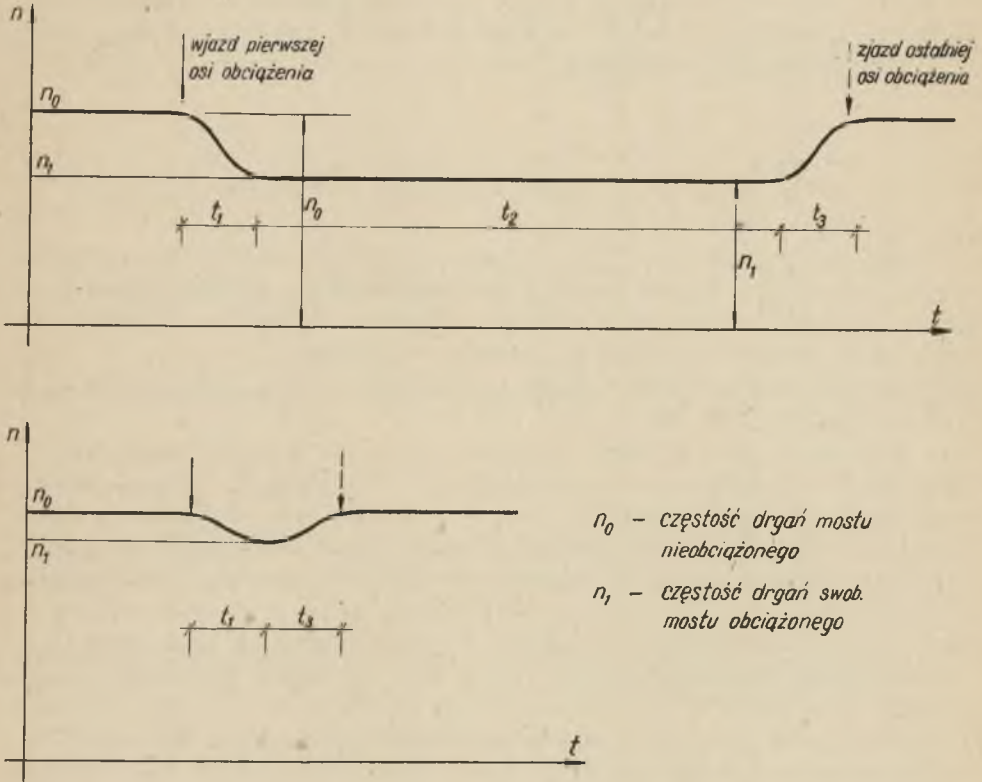 n
wjazd pierwszej
osi obciążenia
zjazd ostatniej
osi obciążenia
n₀
n₁
t₁
n₀
t₂
n₁
t₃
t
n
n₀
n₁
t₁
t₃
t
n₀ – częstość drgań mostu
nieobciążonego
n₁ – częstość drgań swob.
mostu obciążonego